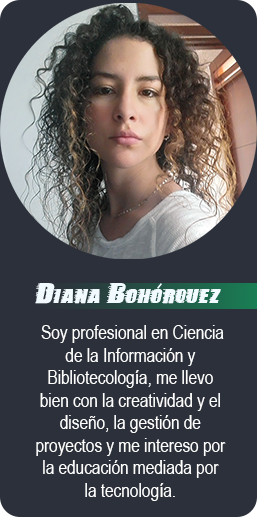 Diana Bohórquez
Soy profesional en Ciencia
de la Información y
Bibliotecología, me llevo
bien con la creatividad y el
diseño, la gestión de
proyectos y me intereso por
la educación mediada por
la tecnología.